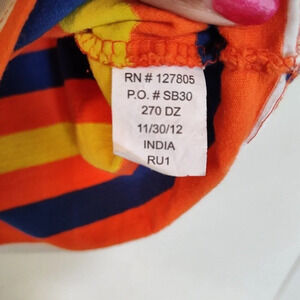 RN # 127805
P.O. # SB30
270 DZ
11/30/12
INDIA
RU1